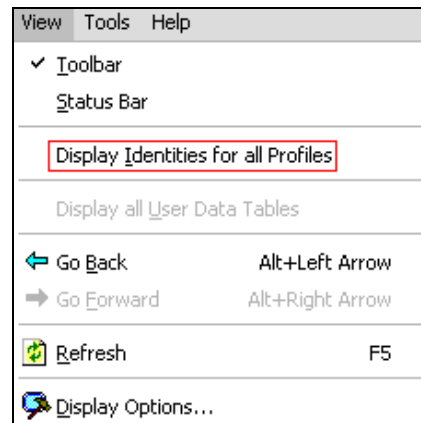 View Tools Help
Toolbar
Status Bar
Display Identities for all Profiles
Display all User Data Tables
Go Back Alt+Left Arrow
Go Forward Alt+Right Arrow
Refresh F5
Display Options...